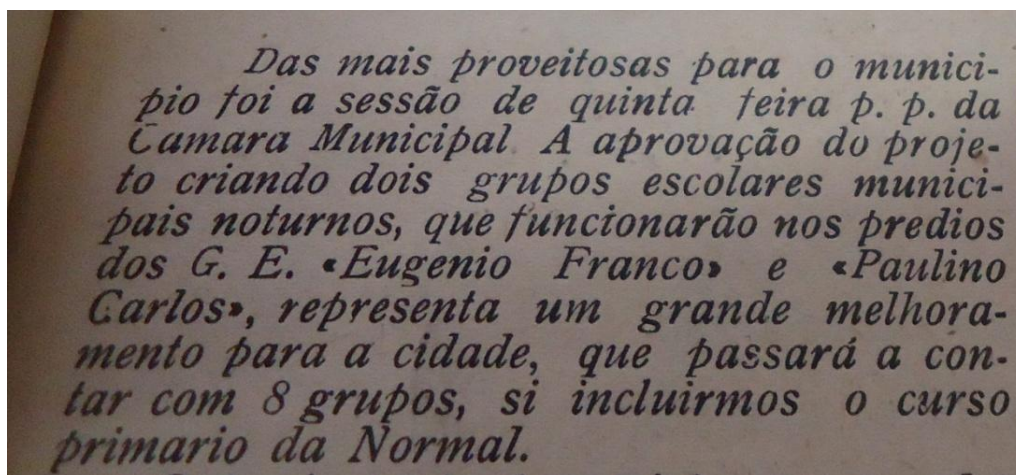 Das mais proveitosas para o munici-
pio foi a sessão de quinta feira p. p. da
Camara Municipal A aprovação do proje-
to criando dois grupos escolares munici-
pais noturnos, que funcionarão nos predios
dos G. E. «Eugenio Franco» e «Paulino
Carlos», representa um grande melhora-
mento para a cidade, que passará a con-
tar com 8 grupos, si incluirmos o curso
primario da Normal.